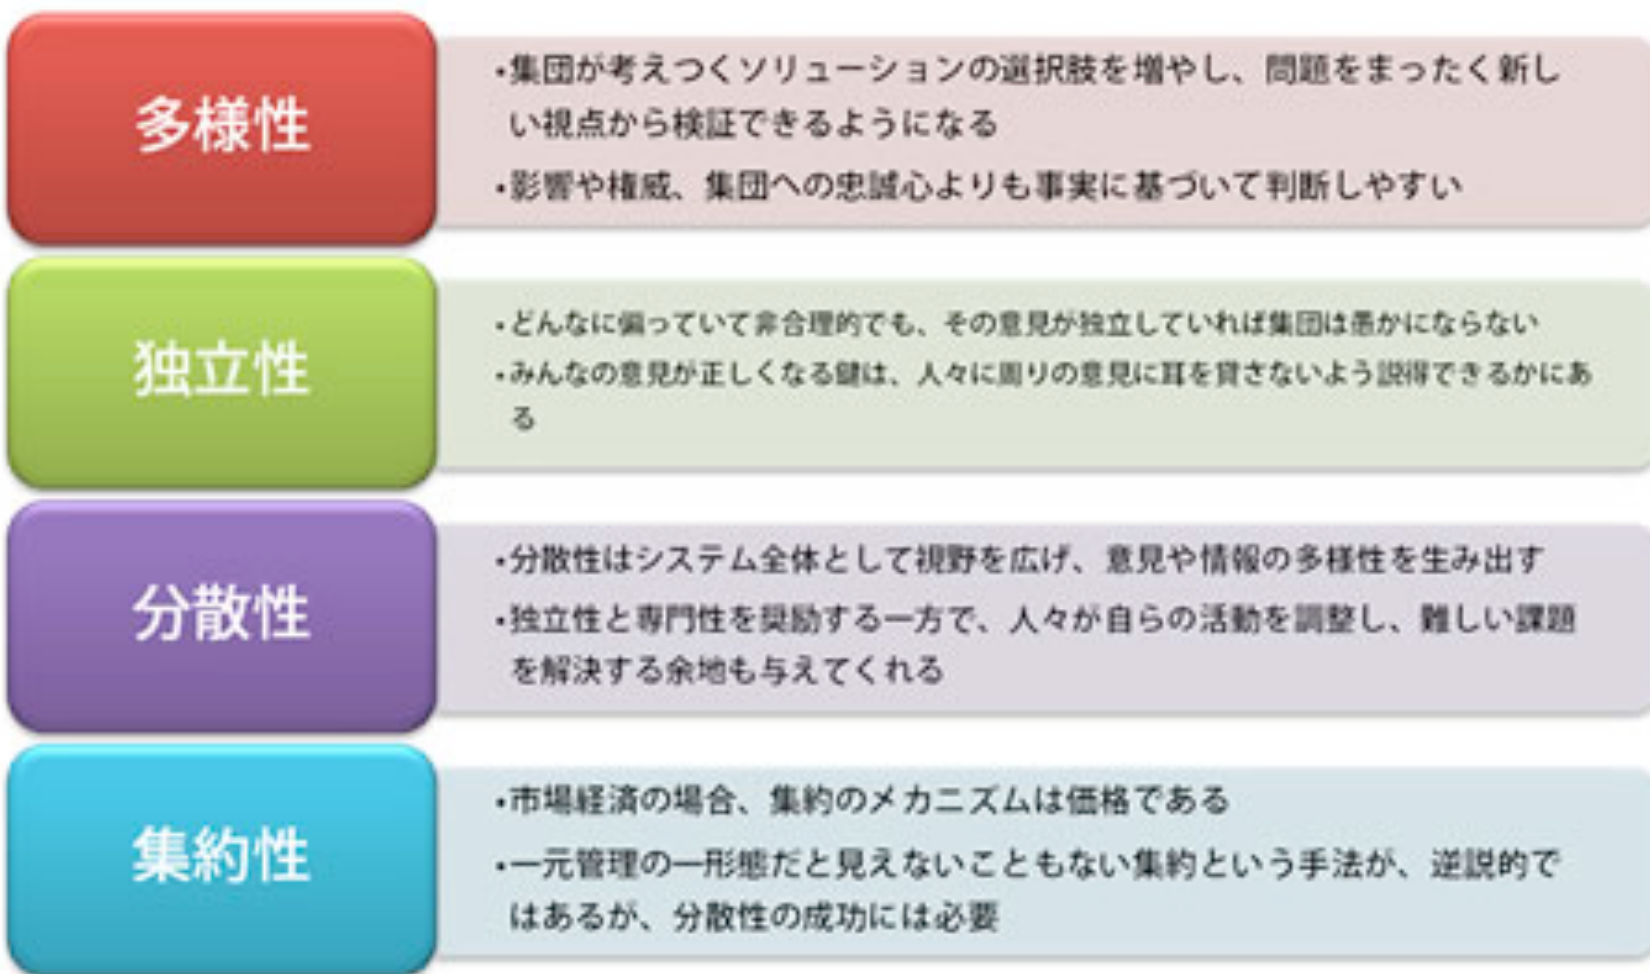 多様性
・集団が考えつくソリューションの選択肢を増やし、問題をまったく新し
い視点から検証できるようになる
・影響や権威、集団への忠誠心よりも事実に基づいて判断しやすい
独立性
・どんなに偏っていて非合理的でも、その意見が独立していれば集団は愚かにならない
・みんなの意見が正しくなる鍵は、人々に周りの意見に耳を貸さないよう説得できるかにあ
る
分散性
・分散性はシステム全体として視野を広げ、意見や情報の多様性を生み出す
・独立性と専門性を奨励する一方で、人々が自らの活動を調整し、難しい課題
を解決する余地も与えてくれる
集約性
・市場経済の場合、集約のメカニズムは価格である
・一元管理の一形態だと見えないこともない集約という手法が、逆説的で
はあるが、分散性の成功には必要